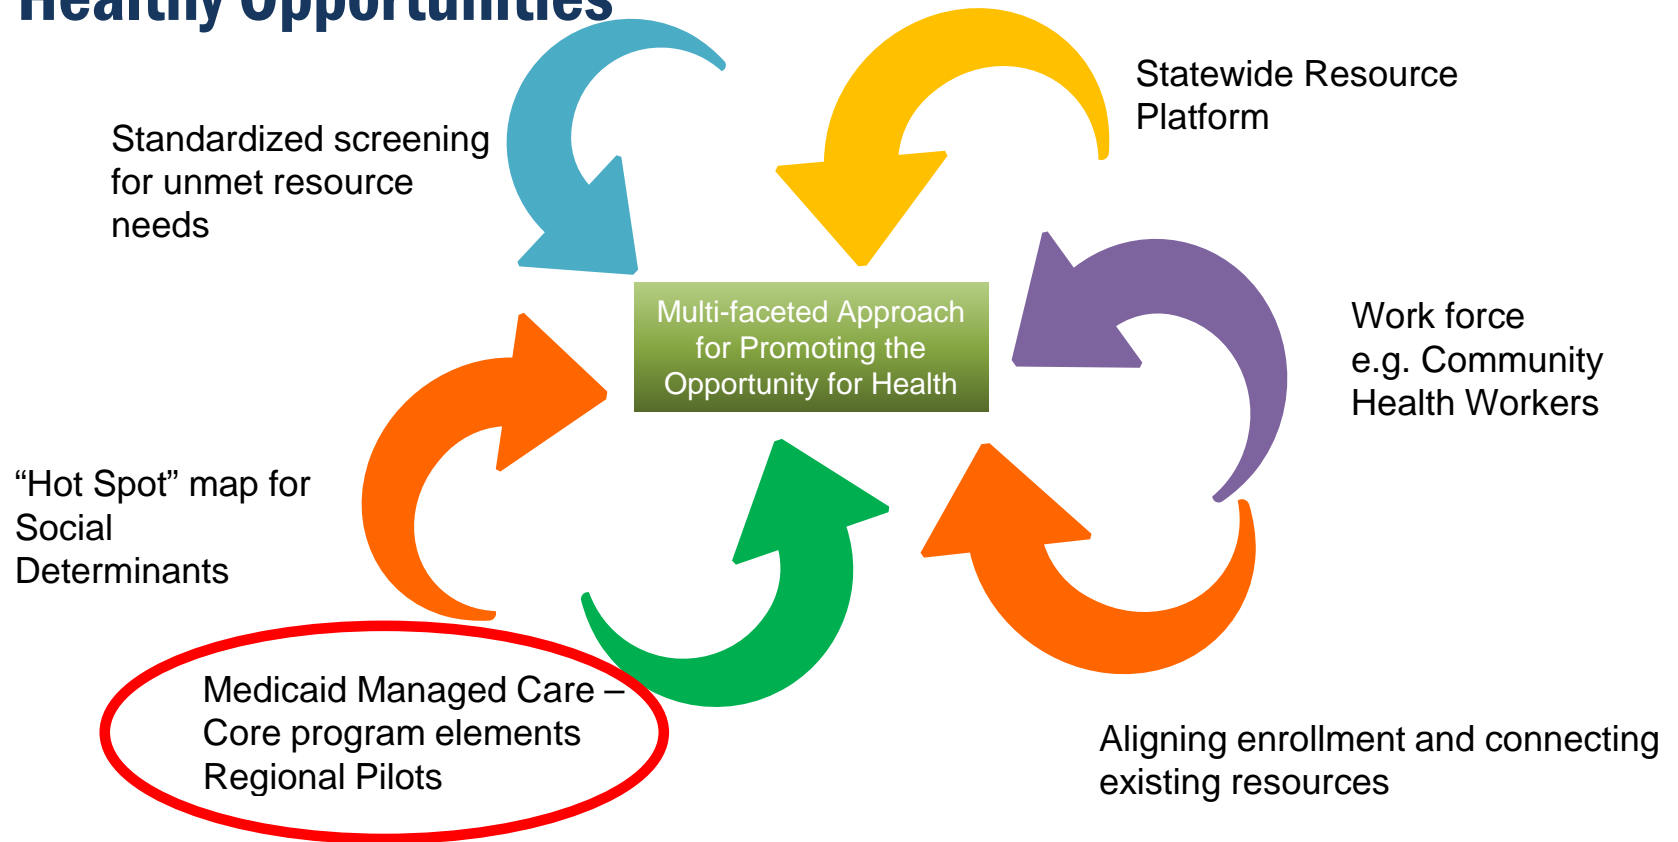 Healthy Opportunities
Statewide Resource
Platform
Standardized screening
for unmet resource
needs
Multi-faceted Approach
for Promoting the
Opportunity for Health
Work force
e.g. Community
Health Workers
“Hot Spot” map for
Social
Determinants
Medicaid Managed Care –
Core program elements
Regional Pilots
Aligning enrollment and connecting
existing resources